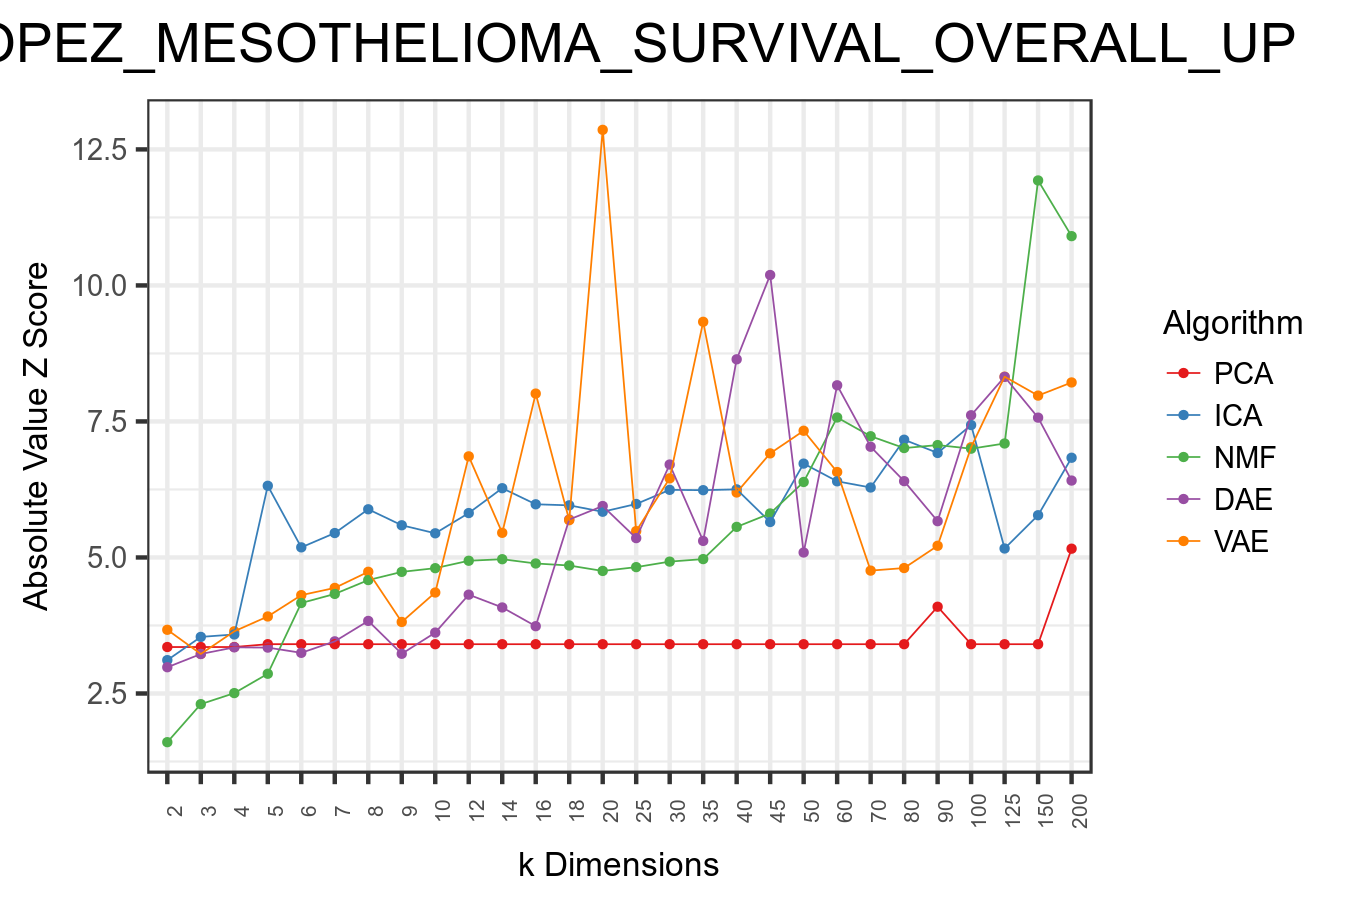 OPEZ_MESOTHELIOMA_SURVIVAL_OVERALL_UP
12.5
10.0
7.5
5.0
2.5
Absolute Value Z Score
2 3 4 5 6 7 8 9 10 12 14 16 18 20 25 30 35 40 45 50 60 70 80 90 100 125 150 200
k Dimensions
Algorithm
PCA
ICA
NMF
DAE
VAE